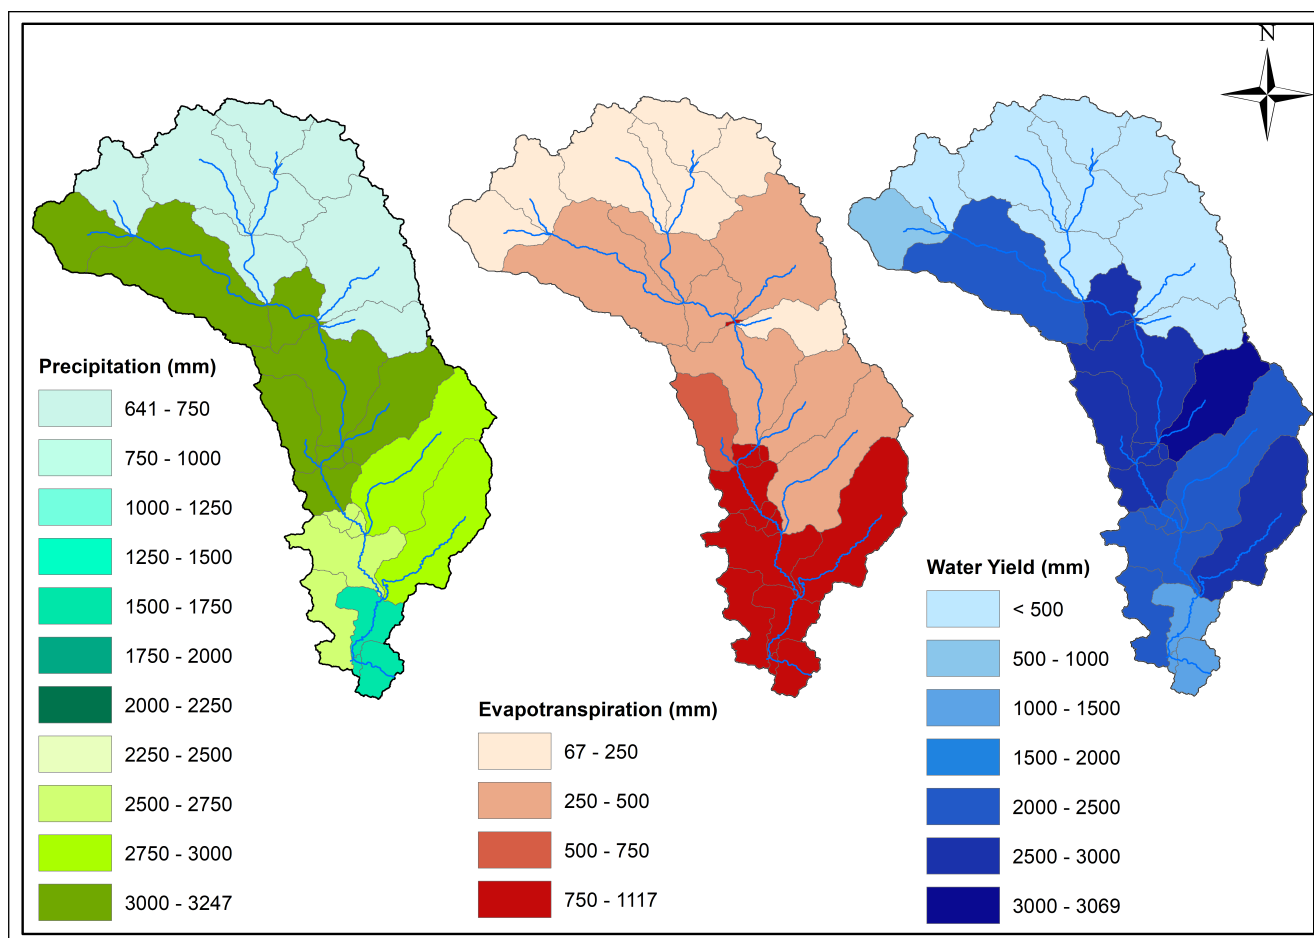 N
Precipitation (mm)
641 - 750
750 - 1000
1000 - 1250
1250 - 1500
1500 - 1750
1750 - 2000
2000 - 2250
2250 - 2500
2500 - 2750
2750 - 3000
3000 - 3247
Evapotranspiration (mm)
67 - 250
250 - 500
500 - 750
750 - 1117
Water Yield (mm)
< 500
500 - 1000
1000 - 1500
1500 - 2000
2000 - 2500
2500 - 3000
3000 - 3069